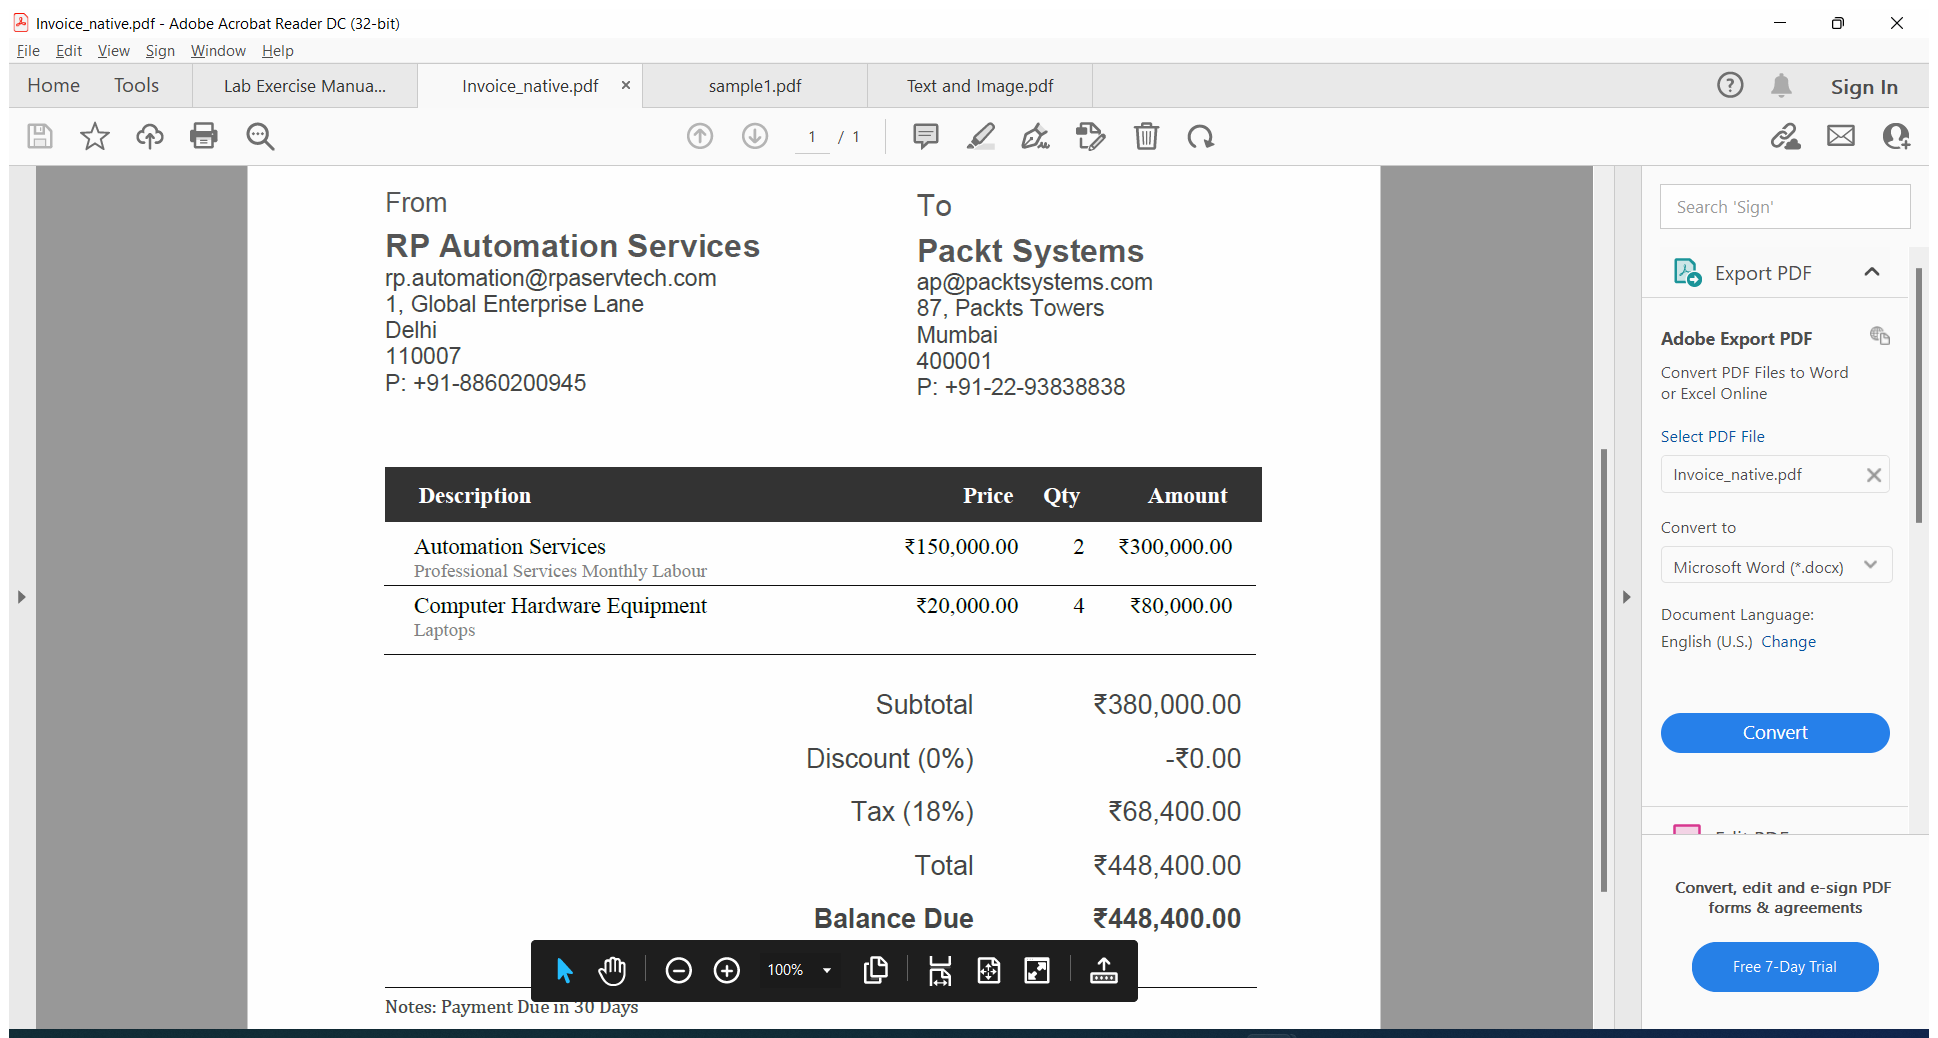 Invoice_native.pdf - Adobe Acrobat Reader DC (32-bit)
File Edit View Sign Window Help
Home Tools Lab Exercise Manua... Invoice_native.pdf × sample1.pdf Text and Image.pdf ? Sign In
1 / 1
From
RP Automation Services
rp.automation@rpaservtech.com
1, Global Enterprise Lane
Delhi
110007
P: +91-8860200945
To
Packt Systems
ap@packtsystems.com
87, Packts Towers
Mumbai
400001
P: +91-22-93838838
Description Price Qty Amount
Automation Services ₹150,000.00 2 ₹300,000.00
Professional Services Monthly Labour
Computer Hardware Equipment ₹20,000.00 4 ₹80,000.00
Laptops
Subtotal ₹380,000.00
Discount (0%) -₹0.00
Tax (18%) ₹68,400.00
Total ₹448,400.00
Balance Due ₹448,400.00
100%
Notes: Payment Due in 30 Days
Search 'Sign'
Export PDF
Adobe Export PDF
Convert PDF Files to Word
or Excel Online
Select PDF File
Invoice_native.pdf
Convert to
Microsoft Word (*.docx)
Document Language:
English (U.S.) Change
Convert
Edit PDF
Convert, edit and e-sign PDF
forms & agreements
Free 7-Day Trial